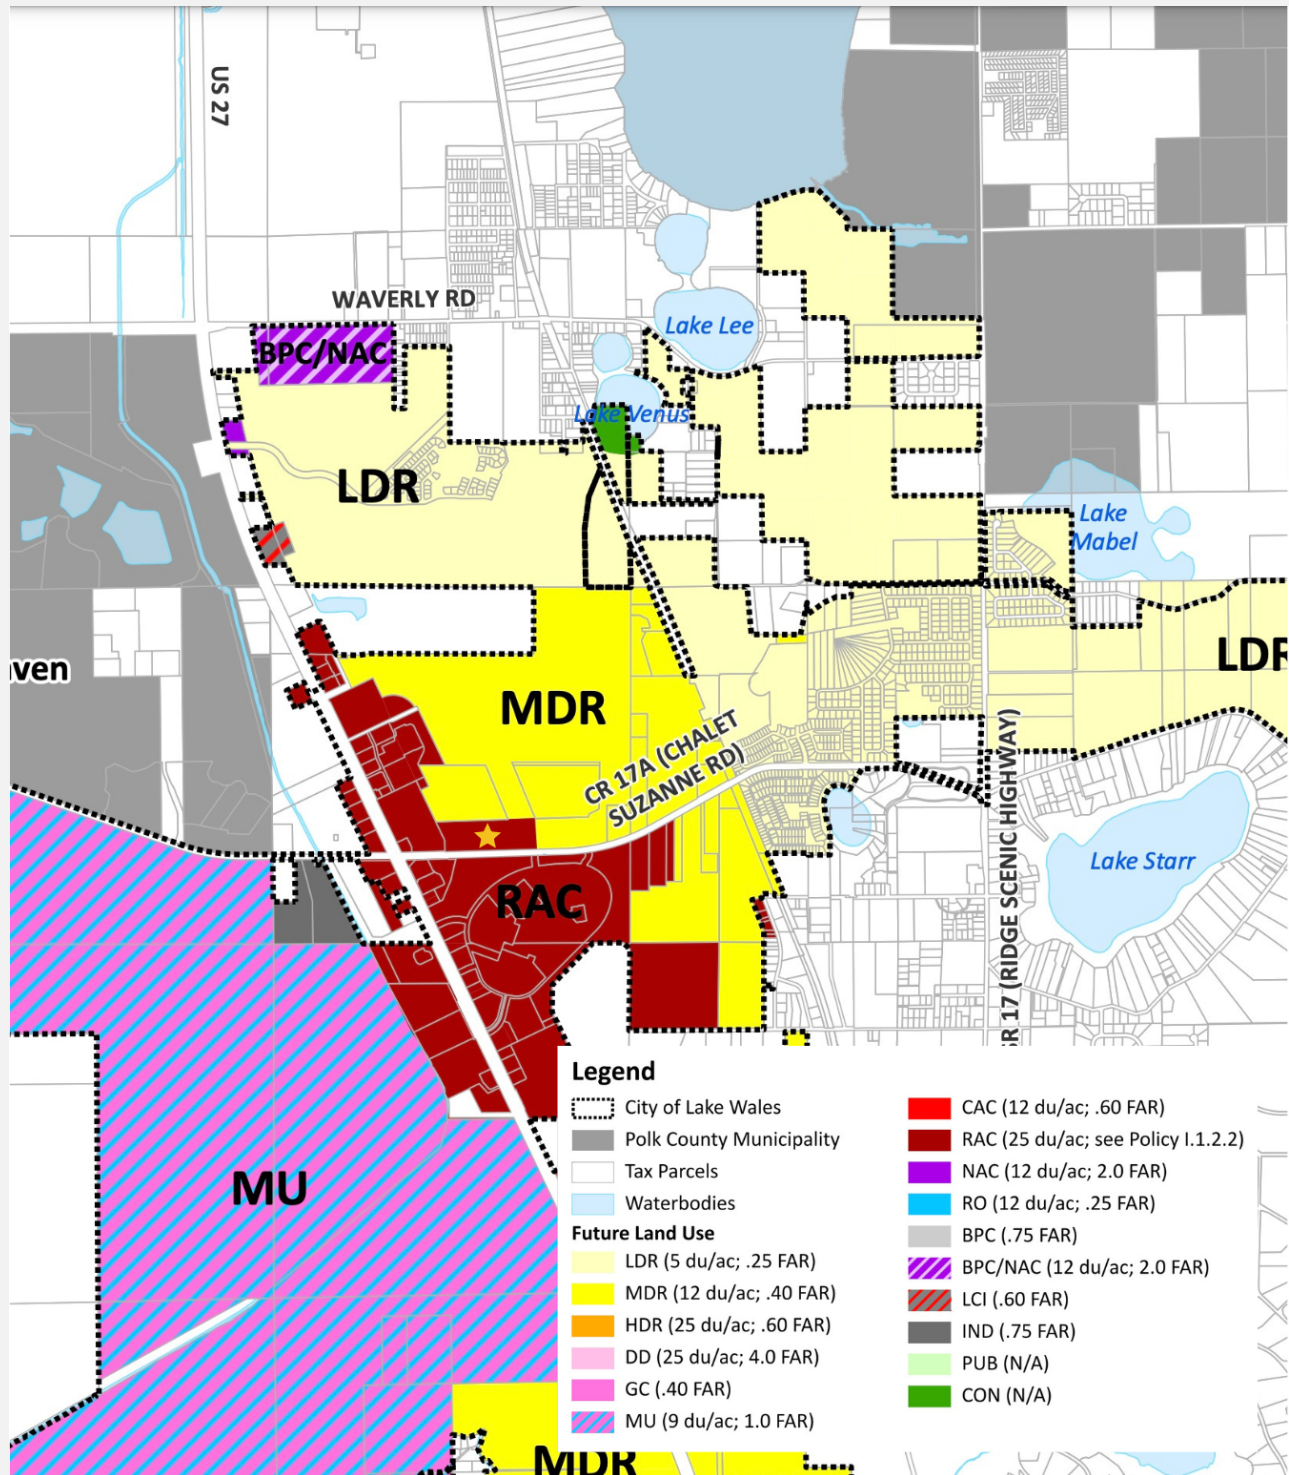 US 27
WAVERLY RD
BPC/NAC
Lake Lee
Lake Venus
LDR
Lake
Mabel
aven
MDR
LDR
CR 17A (CHALET
SUZANNE RD)
SR 17 (RIDGE SCENIC HIGHWAY)
Lake Starr
RAC
MU
MDR
Legend
City of Lake Wales
Polk County Municipality
Tax Parcels
Waterbodies
Future Land Use
LDR (5 du/ac; .25 FAR)
MDR (12 du/ac; .40 FAR)
HDR (25 du/ac; .60 FAR)
DD (25 du/ac; 4.0 FAR)
GC (.40 FAR)
MU (9 du/ac; 1.0 FAR)
CAC (12 du/ac; .60 FAR)
RAC (25 du/ac; see Policy I.1.2.2)
NAC (12 du/ac; 2.0 FAR)
RO (12 du/ac; .25 FAR)
BPC (.75 FAR)
BPC/NAC (12 du/ac; 2.0 FAR)
LCI (.60 FAR)
IND (.75 FAR)
PUB (N/A)
CON (N/A)